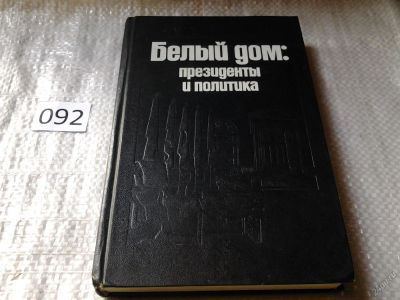 Белый дом:
президенты
и политика
092